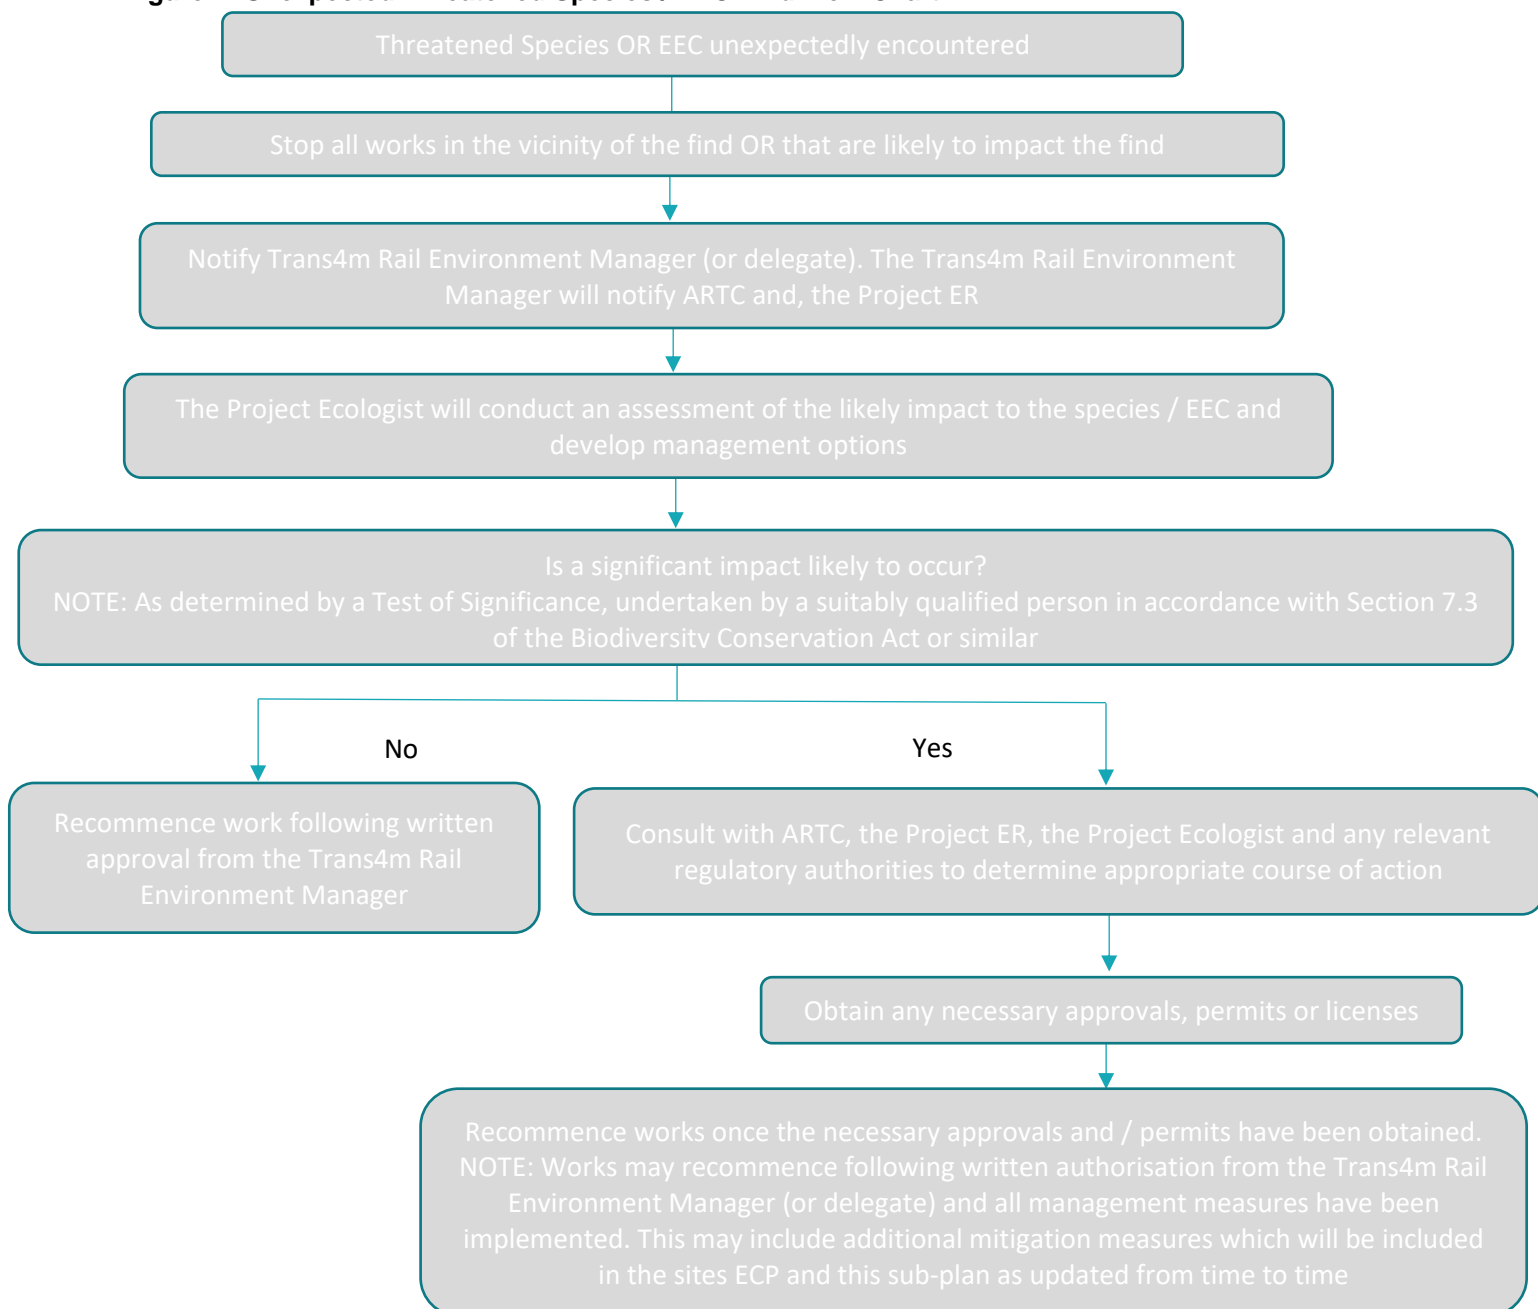 Threatened Species OR EEC unexpectedly encountered
Stop all works in the vicinity of the find OR that are likely to impact the find
Notify Trans4m Rail Environment Manager (or delegate). The Trans4m Rail Environment
Manager will notify ARTC and, the Project ER
The Project Ecologist will conduct an assessment of the likely impact to the species / EEC and
develop management options
Is a significant impact likely to occur?
NOTE: As determined by a Test of Significance, undertaken by a suitably qualified person in accordance with Section 7.3
of the Biodiversity Conservation Act or similar
No
Yes
Recommence work following written
approval from the Trans4m Rail
Environment Manager
Consult with ARTC, the Project ER, the Project Ecologist and any relevant
regulatory authorities to determine appropriate course of action
Obtain any necessary approvals, permits or licenses
Recommence works once the necessary approvals and / permits have been obtained.
NOTE: Works may recommence following written authorisation from the Trans4m Rail
Environment Manager (or delegate) and all management measures have been
implemented. This may include additional mitigation measures which will be included
in the sites ECP and this sub-plan as updated from time to time